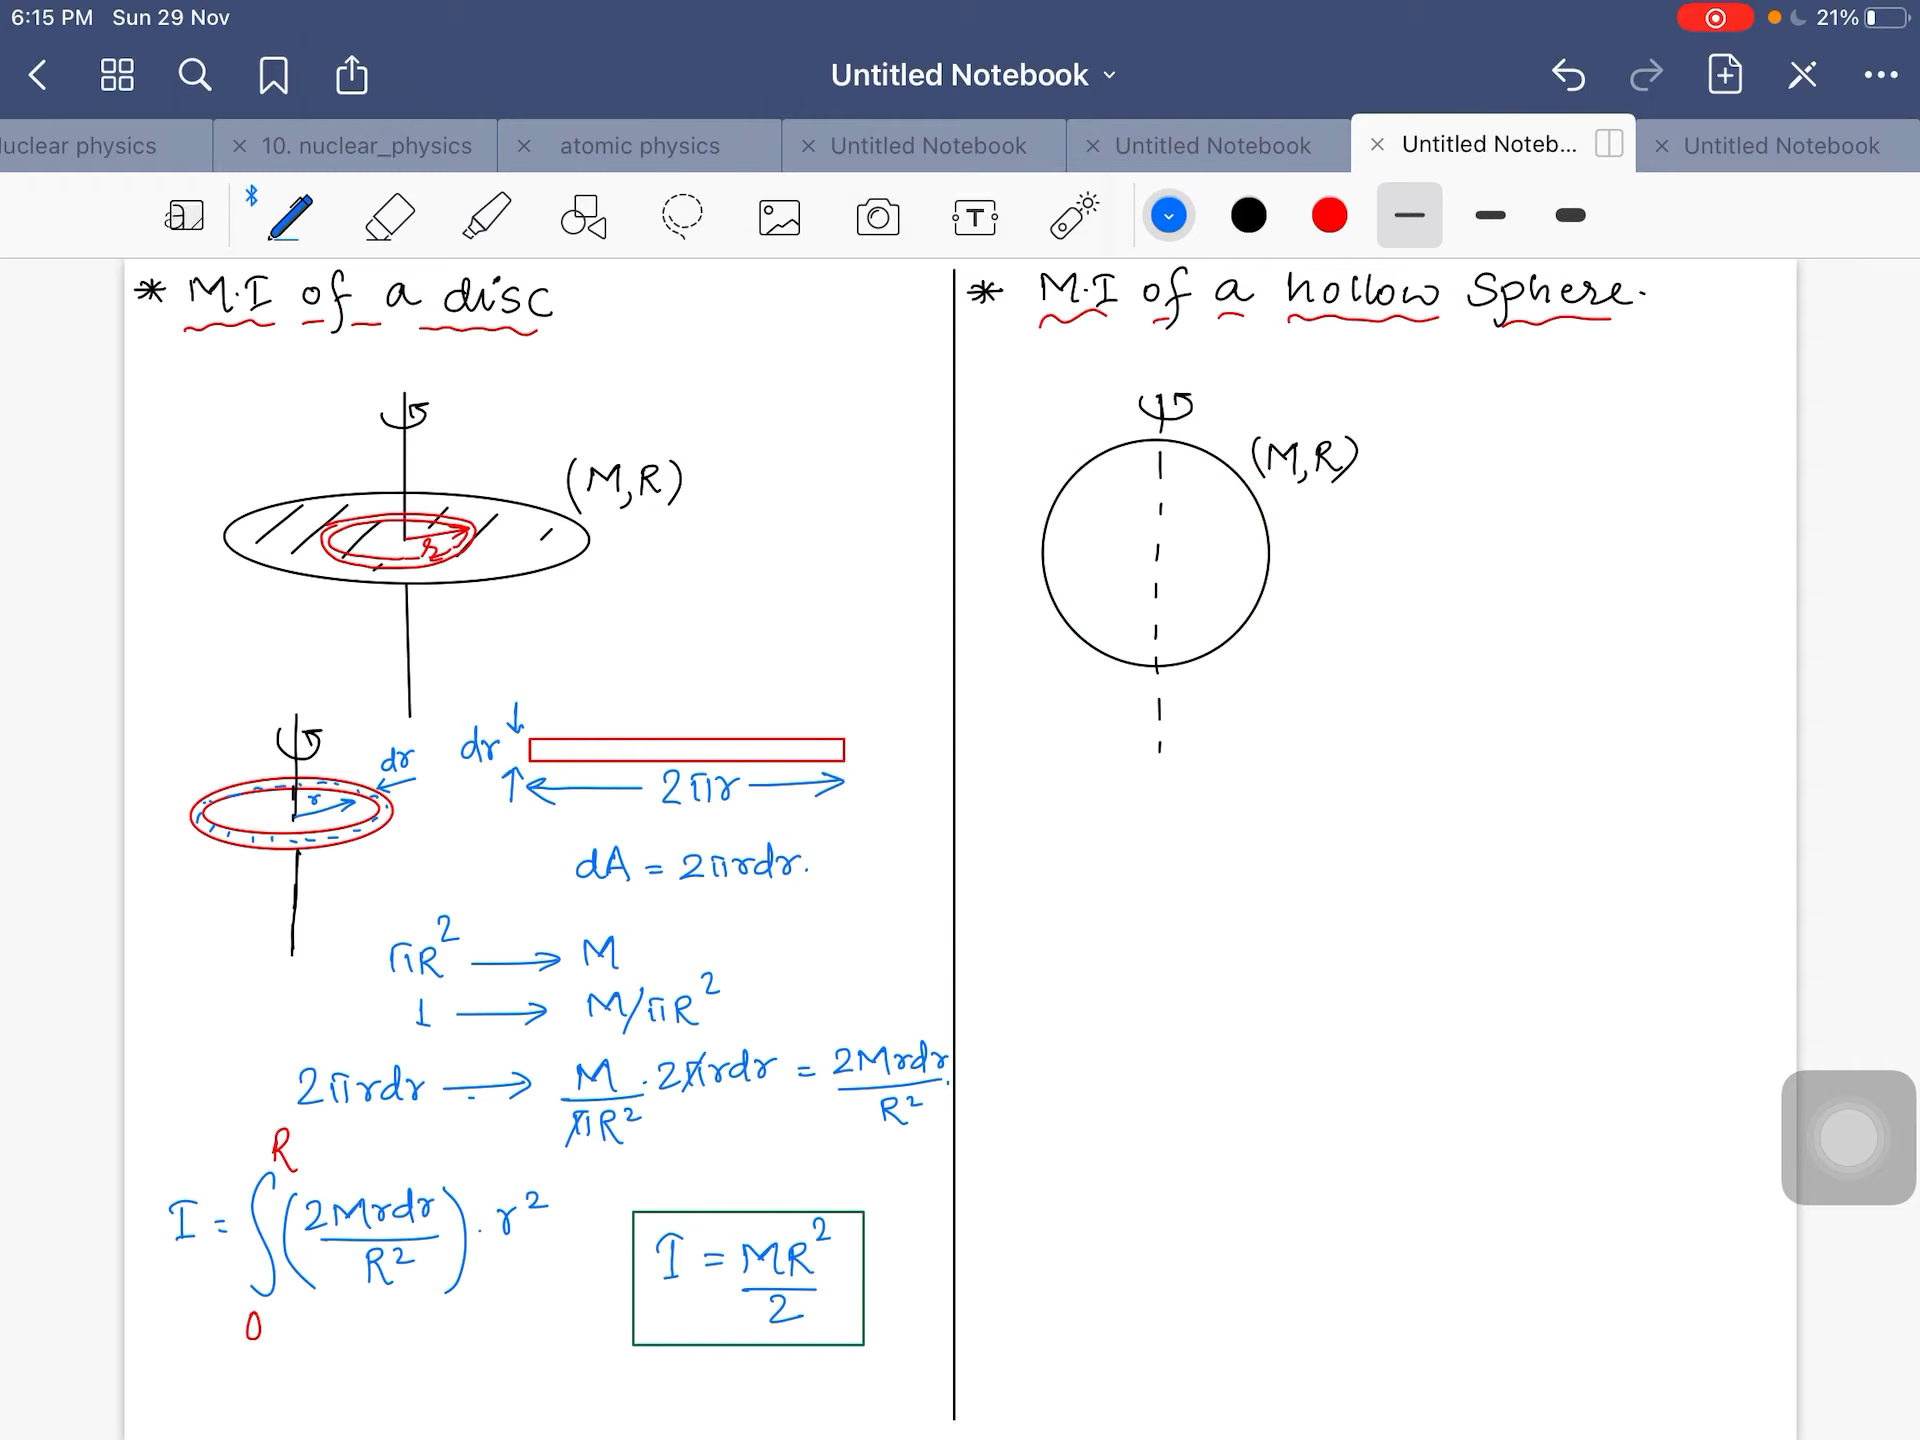 6:15 PM Sun 29 Nov
21%
Untitled Notebook
luclear physics
10. nuclear_physics
atomic physics
Untitled Notebook
Untitled Notebook
Untitled Noteb...
Untitled Notebook
* M.I of a disc
(M,R)
r
dr
r
dr
2πr
dA = 2πrdr.
πR² → M
1 → M/πR²
2πrdr → M/πR² · 2πrdr = 2Mrdr/R².
I = ∫₀ᴿ (2Mrdr/R²) . r²
I = MR²/2
* M.I of a hollow Sphere.
(M,R)